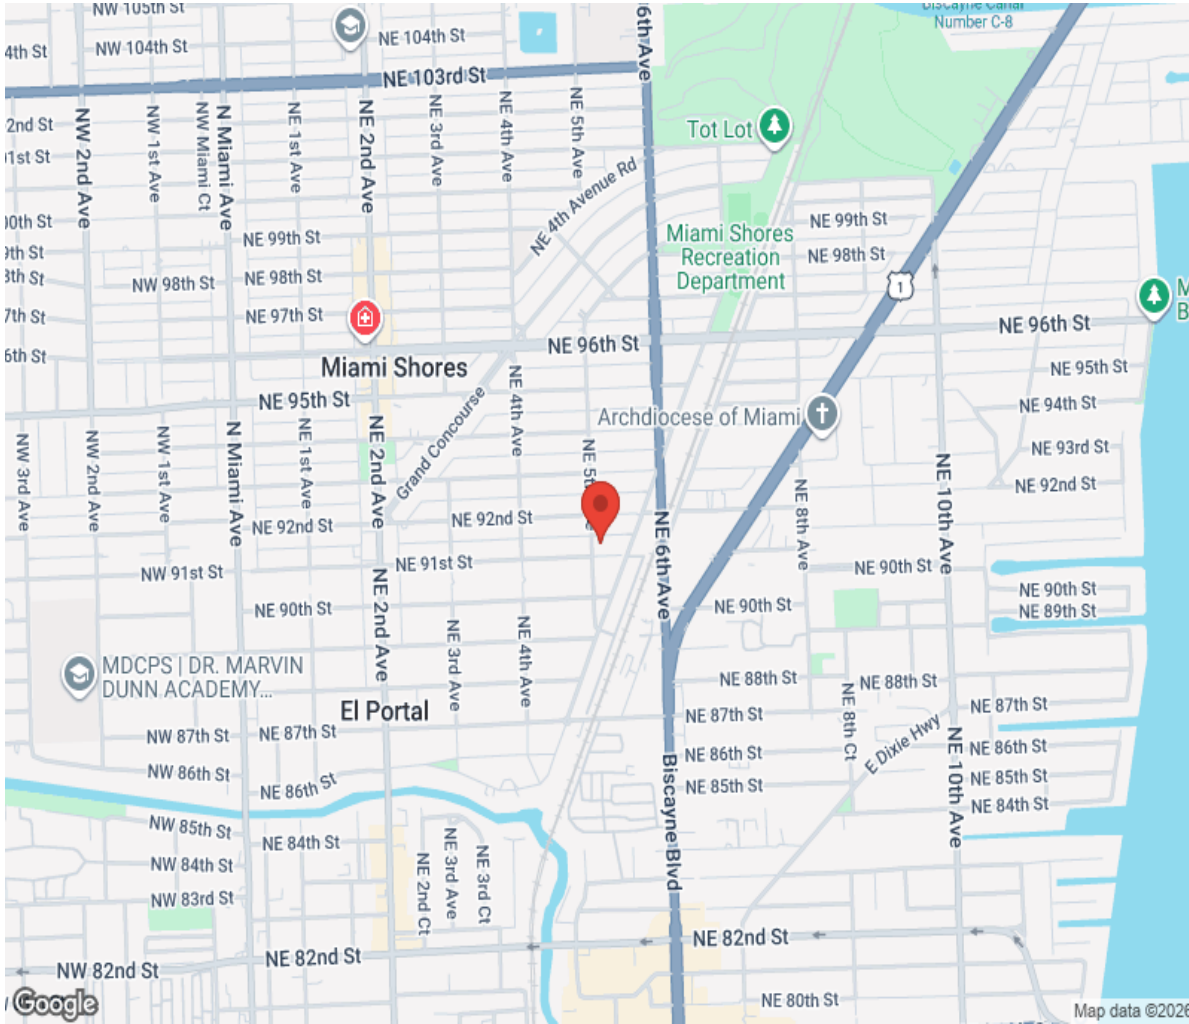 NW 105th St
Biscayne Canal
Number C-8
NE 104th St
4th St
NW 104th St
6th Ave
NE 103rd St
NW 2nd Ave
NW 1st Ave
NW Miami Ct
N Miami Ave
NE 1st Ave
NE 2nd Ave
NE 3rd Ave
NE 4th Ave
NE 5th Ave
2nd St
Tot Lot
NE 4th Avenue Rd
NE 99th St
NE 99th St
Miami Shores
Recreation
Department
9th St
NE 98th St
NE 98th St
NW 98th St
1
NE 97th St
7th St
NE 96th St
NE 96th St
6th St
M
B
Miami Shores
NE 95th St
NE 95th St
NE 94th St
Grand Concourse
NE 4th Ave
Archdiocese of Miami
NE 93rd St
NW 3rd Ave
NW 2nd Ave
NW 1st Ave
N Miami Ave
NE 1st Ave
NE 2nd Ave
NE 6th Ave
NE 8th Ave
NE 10th Ave
NE 92nd St
NE 92nd St
NE 92nd St
NE 91st St
NW 91st St
NE 90th St
NE 90th St
NE 90th St
NE 90th St
NE 89th St
NE 2nd Ave
NE 3rd Ave
NE 4th Ave
MDCPS | DR. MARVIN
DUNN ACADEMY...
NE 88th St
NE 88th St
NE 8th Ct
El Portal
NE 87th St
NE 87th St
NE 87th St
NW 87th St
E Dixie Hwy
NE 10th Ave
NE 86th St
NE 86th St
NW 86th St
NE 86th St
NE 85th St
NE 85th St
NE 84th St
Biscayne Blvd
NW 85th St
NE 84th St
NW 84th St
NE 2nd Ct
NE 3rd Ave
NE 3rd Ct
NW 83rd St
NE 82nd St
NE 82nd St
NW 82nd St
NE 80th St
Google
Map data ©2026